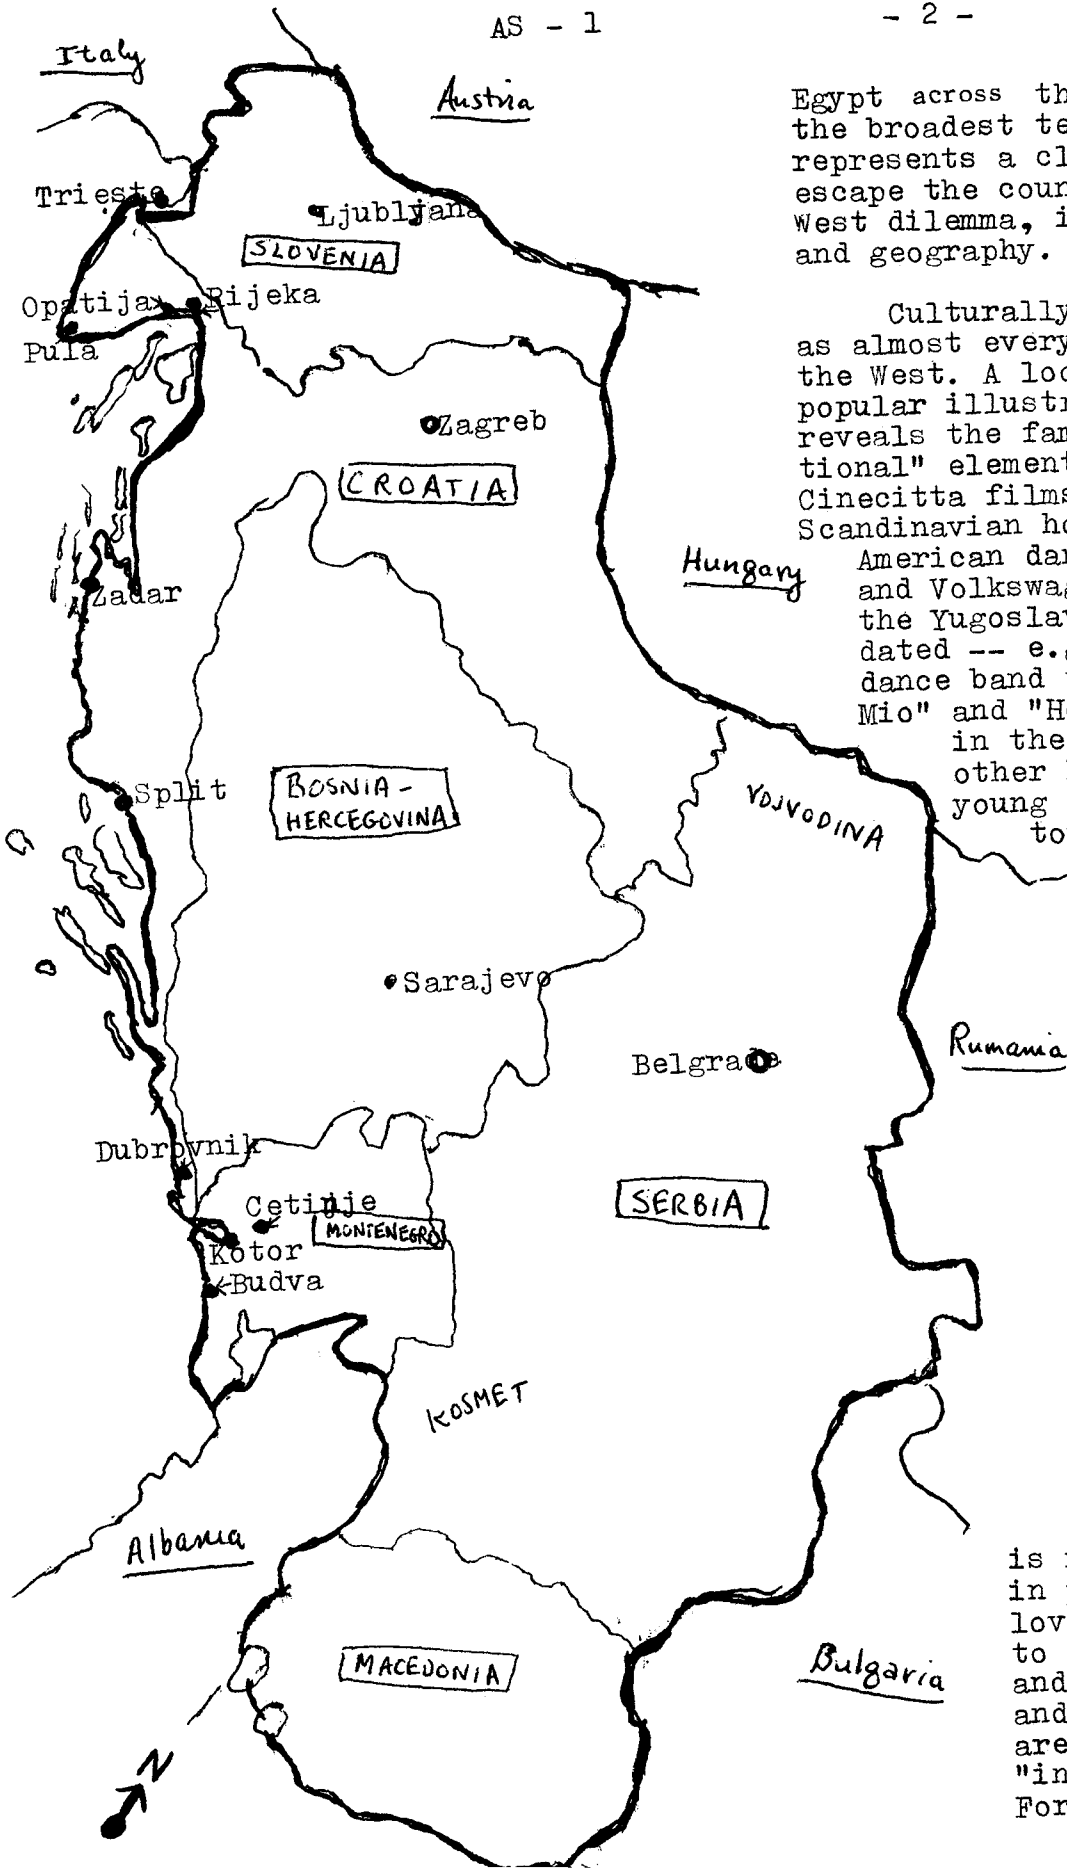 AS - 1
- 2 -
Italy
Austria
Trieste
Ljubljana
SLOVENIA
Opatija
Rijeka
Pula
Zagreb
CROATIA
Hungary
Zadar
Split
BOSNIA -
HERCEGOVINA
VOJVODINA
Sarajevo
Belgrade
Rumania
Dubrovnik
Cetinje
MONTENEGRO
SERBIA
Kotor
Budva
KOSMET
Albania
MACEDONIA
Bulgaria
N
Egypt across th
the broadest te
represents a cl
escape the coun
West dilemma, i
and geography.
Culturally
as almost every
the West. A loo
popular illustr
reveals the fam
tional" element
Cinecitta films
Scandinavian ho
American dan
and Volkswag
the Yugoslav
dated -- e.g
dance band
Mio" and "He
in the
other
young
to
is
in
lov
to
and
and
are
"in
For